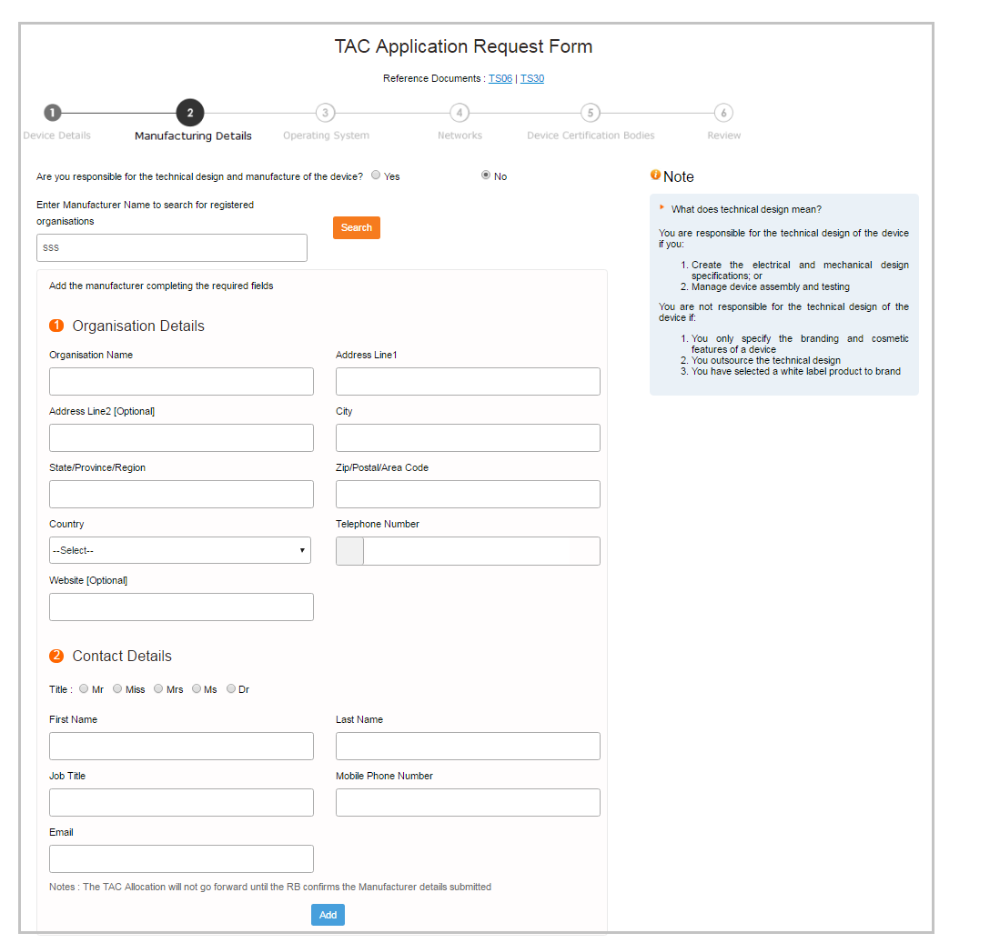 TAC Application Request Form
Reference Documents : TS06 | TS30
1 2 3 4 5 6
Device Details Manufacturing Details Operating System Networks Device Certification Bodies Review
Are you responsible for the technical design and manufacture of the device? Yes No
Enter Manufacturer Name to search for registered
organisations
Search
sss
Add the manufacturer completing the required fields
1 Organisation Details
Organisation Name Address Line1
Address Line2 [Optional] City
State/Province/Region Zip/Postal/Area Code
Country Telephone Number
--Select--
Website [Optional]
2 Contact Details
Title : Mr Miss Mrs Ms Dr
First Name Last Name
Job Title Mobile Phone Number
Email
Notes : The TAC Allocation will not go forward until the RB confirms the Manufacturer details submitted
Add
Note
What does technical design mean?
You are responsible for the technical design of the device
if you:
1. Create the electrical and mechanical design
specifications; or
2. Manage device assembly and testing
You are not responsible for the technical design of the
device if:
1. You only specify the branding and cosmetic
features of a device
2. You outsource the technical design
3. You have selected a white label product to brand